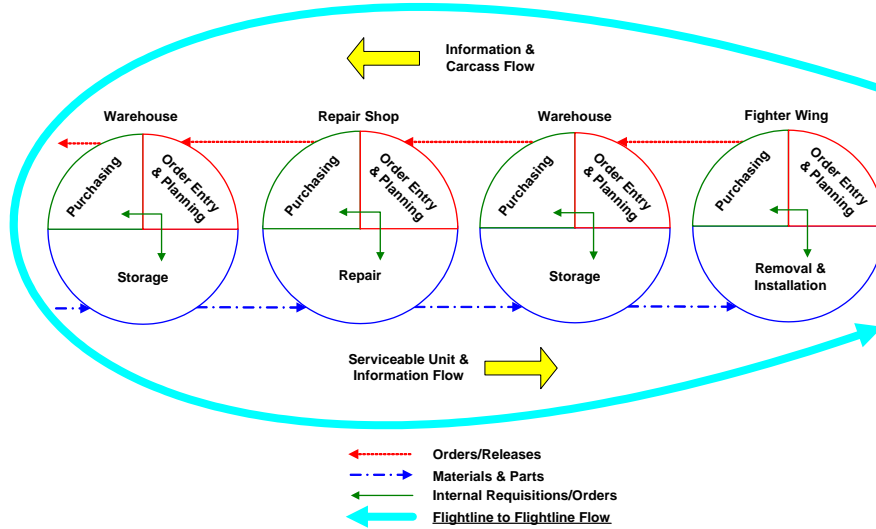 Information &
Carcass Flow
Warehouse
Repair Shop
Warehouse
Fighter Wing
Purchasing
Order Entry
& Planning
Storage
Purchasing
Order Entry
& Planning
Repair
Purchasing
Order Entry
& Planning
Storage
Purchasing
Order Entry
& Planning
Removal &
Installation
Serviceable Unit &
Information Flow
Orders/Releases
Materials & Parts
Internal Requisitions/Orders
Flightline to Flightline Flow